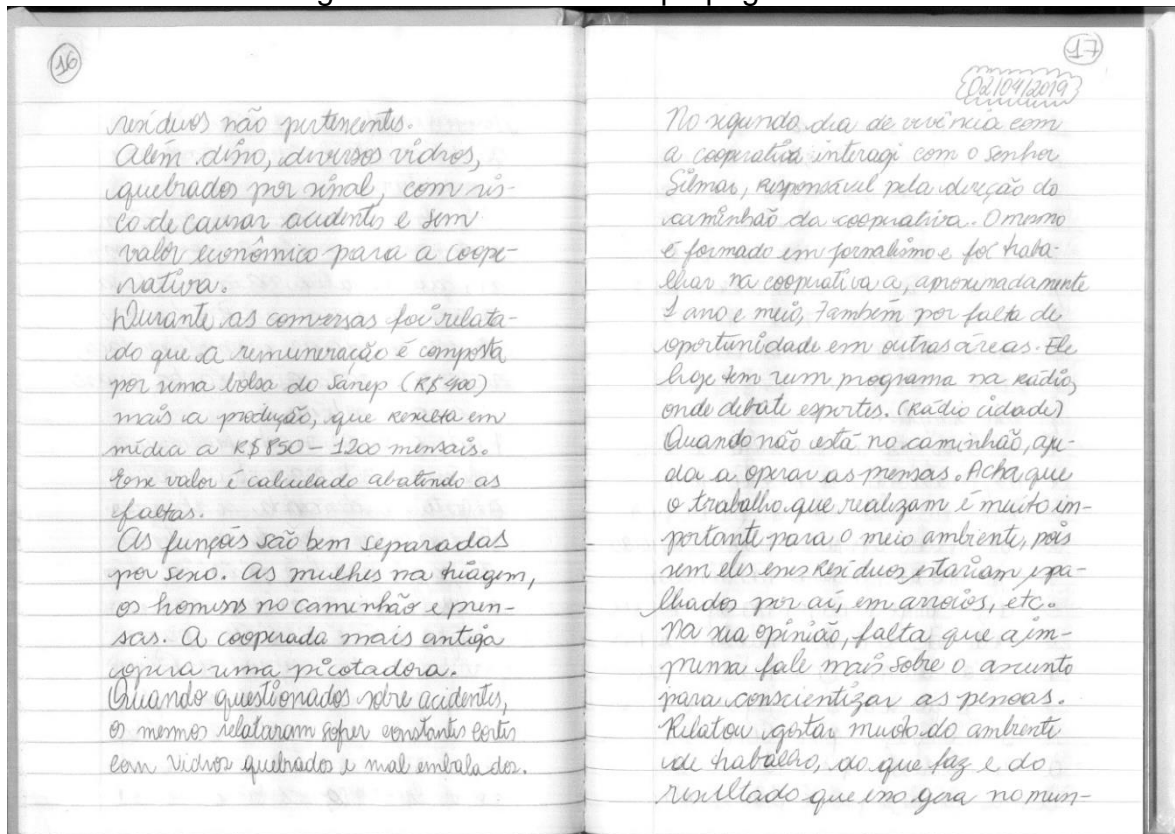 16
resíduos não pertencentes.
Além disso, diversos vidros,
quebrados por sinal, com ris-
co de causar acidentes e sem
valor econômico para a coope-
rativa.
Durante as conversas foi relata-
do que a remuneração é composta
por uma bolsa do Sanep (R$ 400)
mais a produção, que resulta em
média a R$ 850 - 1200 mensais.
Esse valor é calculado abatendo as
faltas.
As funções são bem separadas
por sexo. As mulhes na triagem,
os homens no caminhão e pren-
sas. A cooperada mais antiga
opera uma picotadora.
Quando questionados sobre acidentes,
os mesmos relataram sofrer constantes cortes
com vidros quebrados e mal embalados.
17
02/04/2019
No segundo dia de vivência com
a cooperativa interagi com o senhor
Silmar, responsável pela direção do
caminhão da cooperativa. O mesmo
é formado em jornalismo e foi traba-
lhar na cooperativa a, aproximadamente
1 ano e meio, também por falta de
oportunidade em outras áreas. Ele
hoje tem um programa na rádio,
onde debate esportes. (Rádio cidade)
Quando não está no caminhão, aju-
da a operar as prensas. Acha que
o trabalho que realizam é muito im-
portante para o meio ambiente, pois
sem eles esses resíduos estariam espa-
lhados por aí, em arroios, etc.
Na sua opinião, falta que a im-
prensa fale mais sobre o assunto
para conscientizar as pessoas.
Relatou gostar muito do ambiente
de trabalho, do que faz e do
resultado que isso gera no mun-